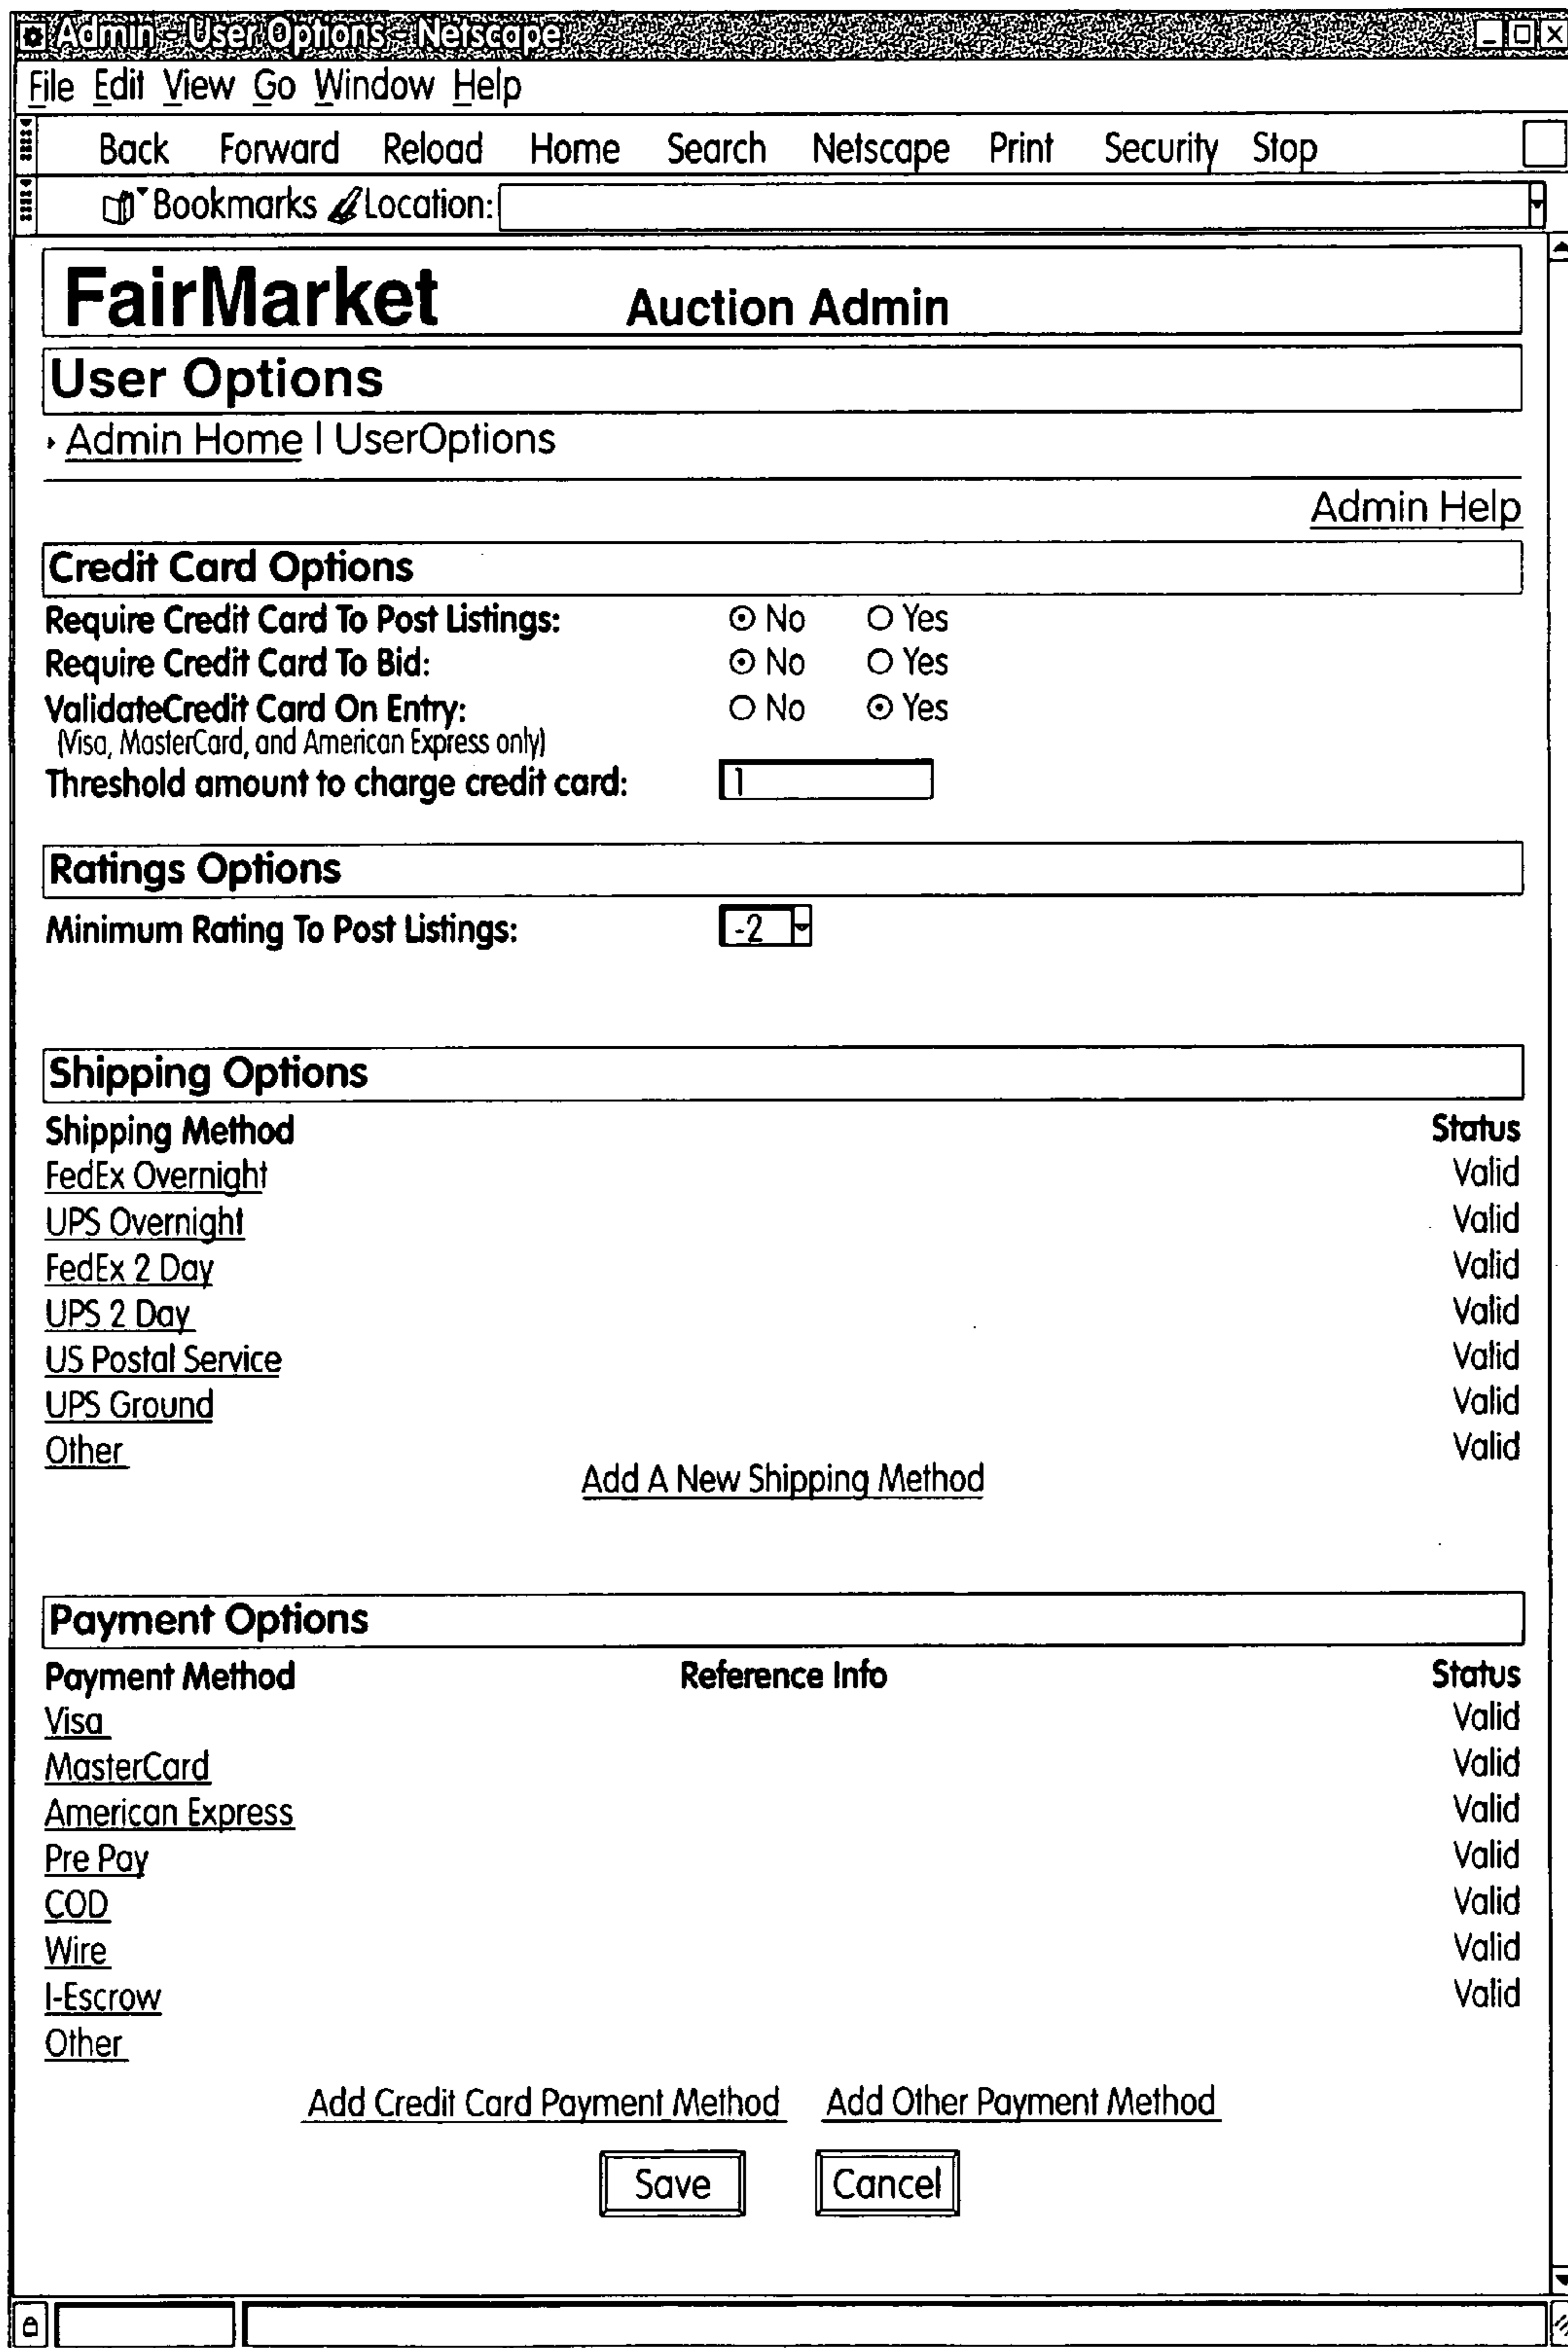 Admin - User Options - Netscape
File Edit View Go Window Help
Back Forward Reload Home Search Netscape Print Security Stop
Bookmarks Location:
FairMarket Auction Admin
User Options
Admin Home | UserOptions
Admin Help
Credit Card Options
Require Credit Card To Post Listings: No Yes
Require Credit Card To Bid: No Yes
ValidateCredit Card On Entry: No Yes
(Visa, MasterCard, and American Express only)
Threshold amount to charge credit card: 1
Ratings Options
Minimum Rating To Post Listings: -2
Shipping Options
Shipping Method Status
FedEx Overnight Valid
UPS Overnight Valid
FedEx 2 Day Valid
UPS 2 Day Valid
US Postal Service Valid
UPS Ground Valid
Other Valid
Add A New Shipping Method
Payment Options
Payment Method Reference Info Status
Visa Valid
MasterCard Valid
American Express Valid
Pre Pay Valid
COD Valid
Wire Valid
I-Escrow Valid
Other
Add Credit Card Payment Method Add Other Payment Method
Save Cancel